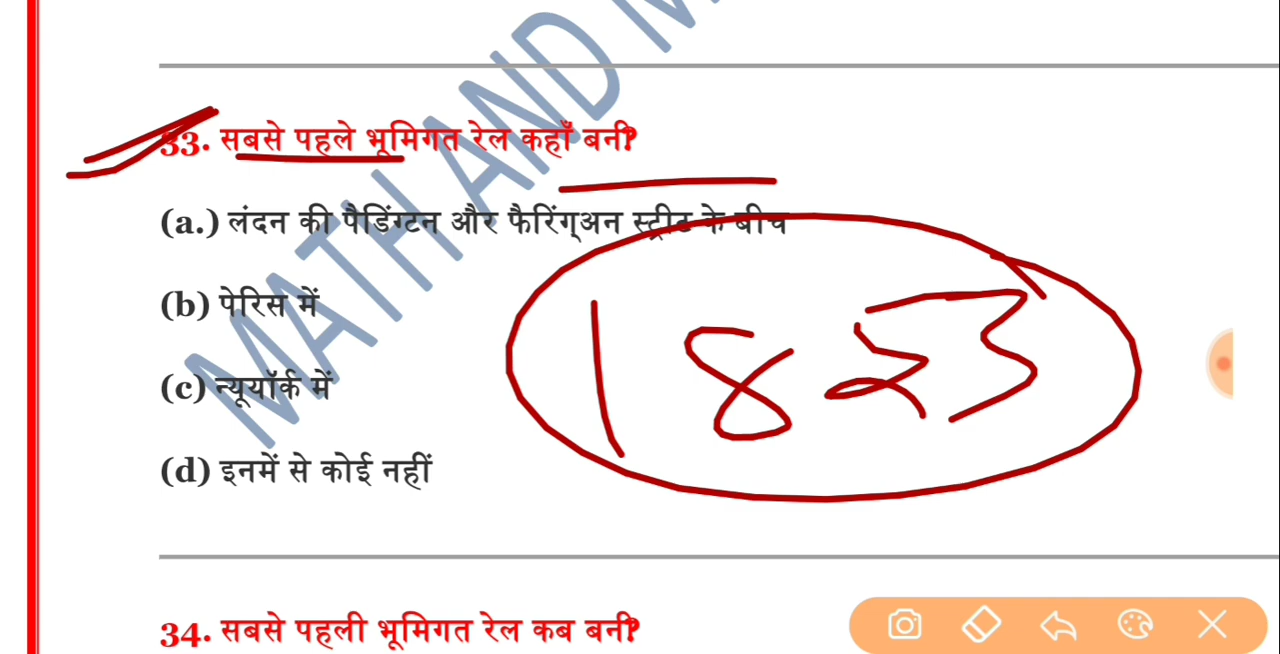 33. सबसे पहले भूमिगत रेल कहाँ बनी?
(a.) लंदन की पैडिंग्टन और फैरिंग्अन स्ट्रीट के बीच
(b) पेरिस में
(c) न्यूयॉर्क में
(d) इनमें से कोई नहीं
34. सबसे पहली भूमिगत रेल कब बनी?
MATH AND M